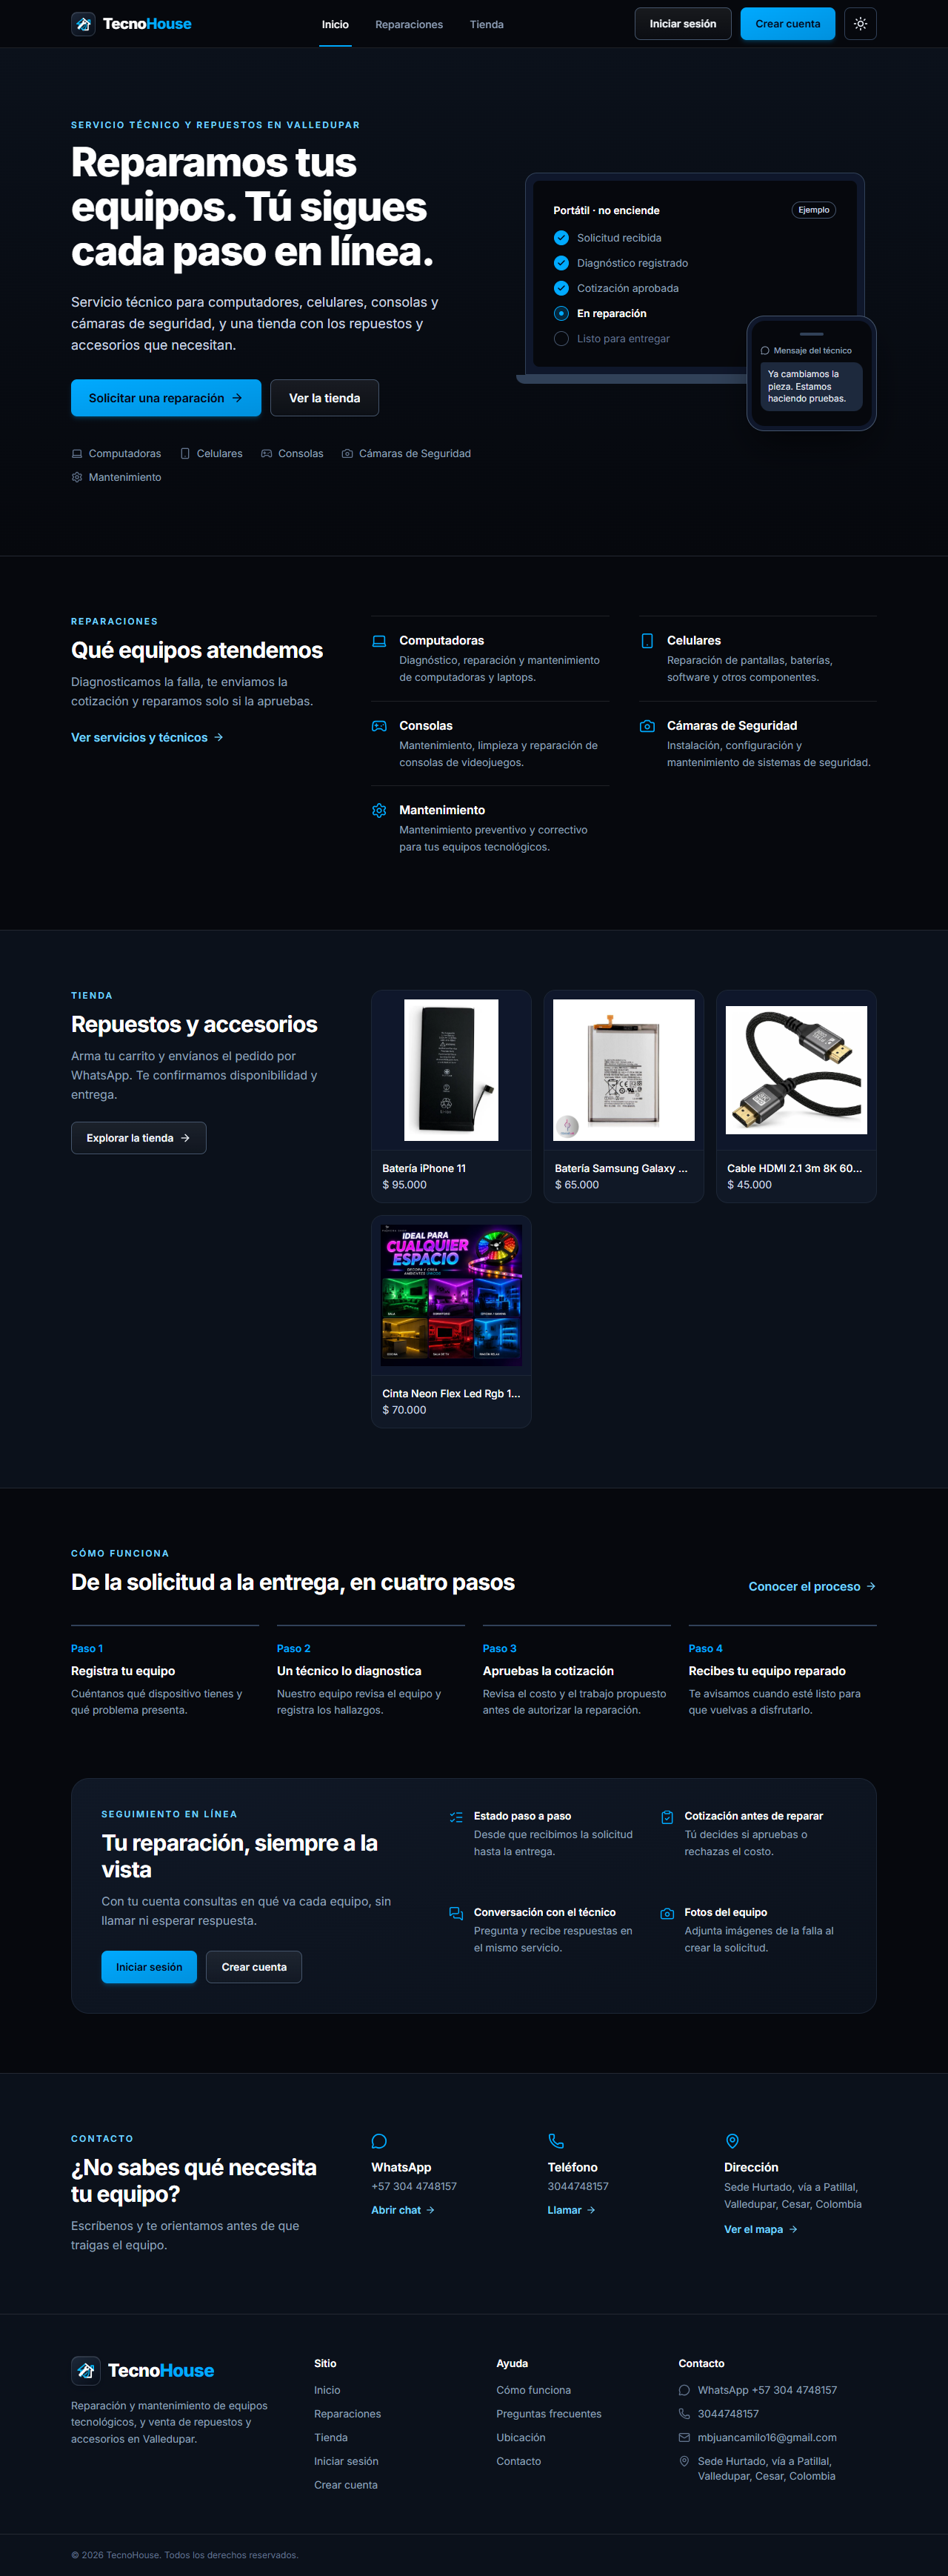 TecnoHouse
Inicio
Reparaciones
Tienda
Iniciar sesión
Crear cuenta
SERVICIO TÉCNICO Y REPUESTOS EN VALLEDUPAR
Reparamos tus
equipos. Tú sigues
cada paso en línea.
Servicio técnico para computadores, celulares, consolas y
cámaras de seguridad, y una tienda con los repuestos y
accesorios que necesitan.
Solicitar una reparación
Ver la tienda
Computadoras
Celulares
Consolas
Cámaras de Seguridad
Mantenimiento
Portátil · no enciende
Ejemplo
Solicitud recibida
Diagnóstico registrado
Cotización aprobada
En reparación
Listo para entregar
Mensaje del técnico
Ya cambiamos la
pieza. Estamos
haciendo pruebas.
REPARACIONES
Qué equipos atendemos
Diagnosticamos la falla, te enviamos la
cotización y reparamos solo si la apruebas.
Ver servicios y técnicos
Computadoras
Diagnóstico, reparación y mantenimiento
de computadoras y laptops.
Celulares
Reparación de pantallas, baterías,
software y otros componentes.
Consolas
Mantenimiento, limpieza y reparación de
consolas de videojuegos.
Cámaras de Seguridad
Instalación, configuración y
mantenimiento de sistemas de seguridad.
Mantenimiento
Mantenimiento preventivo y correctivo
para tus equipos tecnológicos.
TIENDA
Repuestos y accesorios
Arma tu carrito y envíanos el pedido por
WhatsApp. Te confirmamos disponibilidad y
entrega.
Explorar la tienda
Batería iPhone 11
$ 95.000
Batería Samsung Galaxy ...
$ 65.000
Cable HDMI 2.1 3m 8K 60...
$ 45.000
IDEAL PARA
CUALQUIER
ESPACIO
Cinta Neon Flex Led Rgb 1...
$ 70.000
CÓMO FUNCIONA
De la solicitud a la entrega, en cuatro pasos
Conocer el proceso
Paso 1
Registra tu equipo
Cuéntanos qué dispositivo tienes y
qué problema presenta.
Paso 2
Un técnico lo diagnostica
Nuestro equipo revisa el equipo y
registra los hallazgos.
Paso 3
Apruebas la cotización
Revisa el costo y el trabajo propuesto
antes de autorizar la reparación.
Paso 4
Recibes tu equipo reparado
Te avisamos cuando esté listo para
que vuelvas a disfrutarlo.
SEGUIMIENTO EN LÍNEA
Tu reparación, siempre a la
vista
Con tu cuenta consultas en qué va cada equipo, sin
llamar ni esperar respuesta.
Iniciar sesión
Crear cuenta
Estado paso a paso
Desde que recibimos la solicitud
hasta la entrega.
Cotización antes de reparar
Tú decides si apruebas o
rechazas el costo.
Conversación con el técnico
Pregunta y recibe respuestas en
el mismo servicio.
Fotos del equipo
Adjunta imágenes de la falla al
crear la solicitud.
CONTACTO
¿No sabes qué necesita
tu equipo?
Escríbenos y te orientamos antes de que
traigas el equipo.
WhatsApp
+57 304 4748157
Abrir chat
Teléfono
3044748157
Llamar
Dirección
Sede Hurtado, vía a Patillal,
Valledupar, Cesar, Colombia
Ver el mapa
TecnoHouse
Reparación y mantenimiento de equipos
tecnológicos, y venta de repuestos y
accesorios en Valledupar.
Sitio
Inicio
Reparaciones
Tienda
Iniciar sesión
Crear cuenta
Ayuda
Cómo funciona
Preguntas frecuentes
Ubicación
Contacto
Contacto
WhatsApp +57 304 4748157
3044748157
mbjuancamilo16@gmail.com
Sede Hurtado, vía a Patillal,
Valledupar, Cesar, Colombia
© 2026 TecnoHouse. Todos los derechos reservados.